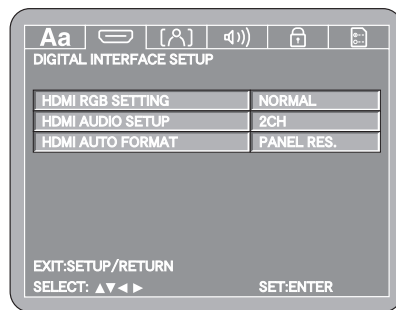 Aa
DIGITAL INTERFACE SETUP
HDMI RGB SETTING NORMAL
HDMI AUDIO SETUP 2CH
HDMI AUTO FORMAT PANEL RES.
EXIT:SETUP/RETURN
SELECT: ▲▼◄► SET:ENTER